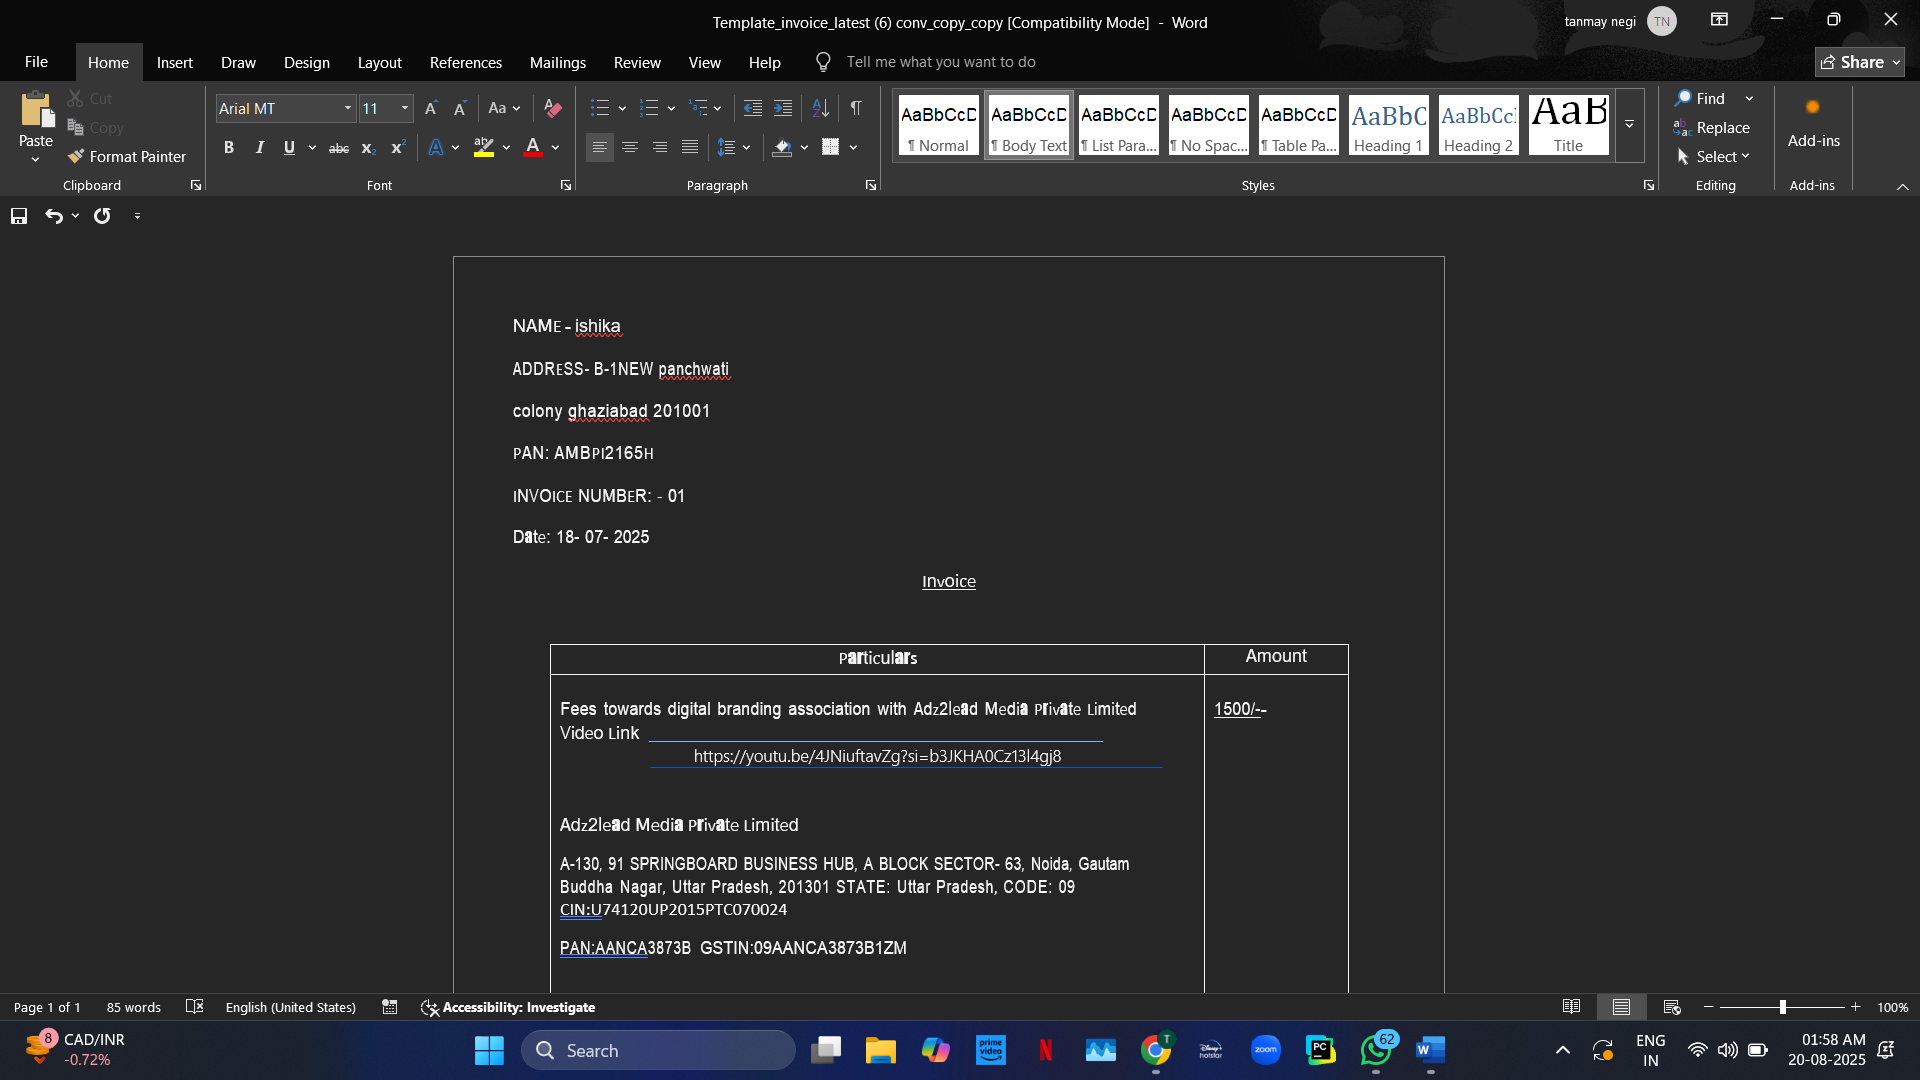 Template_invoice_latest (6) conv_copy_copy [Compatibility Mode] - Word
tanmay negi TN
File Home Insert Draw Design Layout References Mailings Review View Help Tell me what you want to do Share
Paste
Cut
Copy
Format Painter
Clipboard
Arial MT 11
Font
Paragraph
AaBbCcD AaBbCcD AaBbCcD AaBbCcD AaBbCcD AaBbC AaBbCc AaB
¶ Normal ¶ Body Text ¶ List Para... ¶ No Spac... ¶ Table Pa... Heading 1 Heading 2 Title
Styles
Find
Replace
Select
Editing
Add-ins
Add-ins
NAME - ishika
ADDRESS- B-1NEW panchwati
colony ghaziabad 201001
PAN: AMBPI2165H
INVOICE NUMBER: - 01
Date: 18- 07- 2025
Invoice
Particulars Amount
Fees towards digital branding association with Adz2lead Media Private Limited 1500/--
Video Link
https://youtu.be/4JNiuftavZg?si=b3JKHA0Cz13l4gj8
Adz2lead Media Private Limited
A-130, 91 SPRINGBOARD BUSINESS HUB, A BLOCK SECTOR- 63, Noida, Gautam
Buddha Nagar, Uttar Pradesh, 201301 STATE: Uttar Pradesh, CODE: 09
CIN:U74120UP2015PTC070024
PAN:AANCA3873B GSTIN:09AANCA3873B1ZM
Page 1 of 1 85 words English (United States) Accessibility: Investigate 100%
8 CAD/INR
-0.72%
Search
prime video
Disney+ hotstar
zoom
PC
62
ENG
IN
01:58 AM
20-08-2025